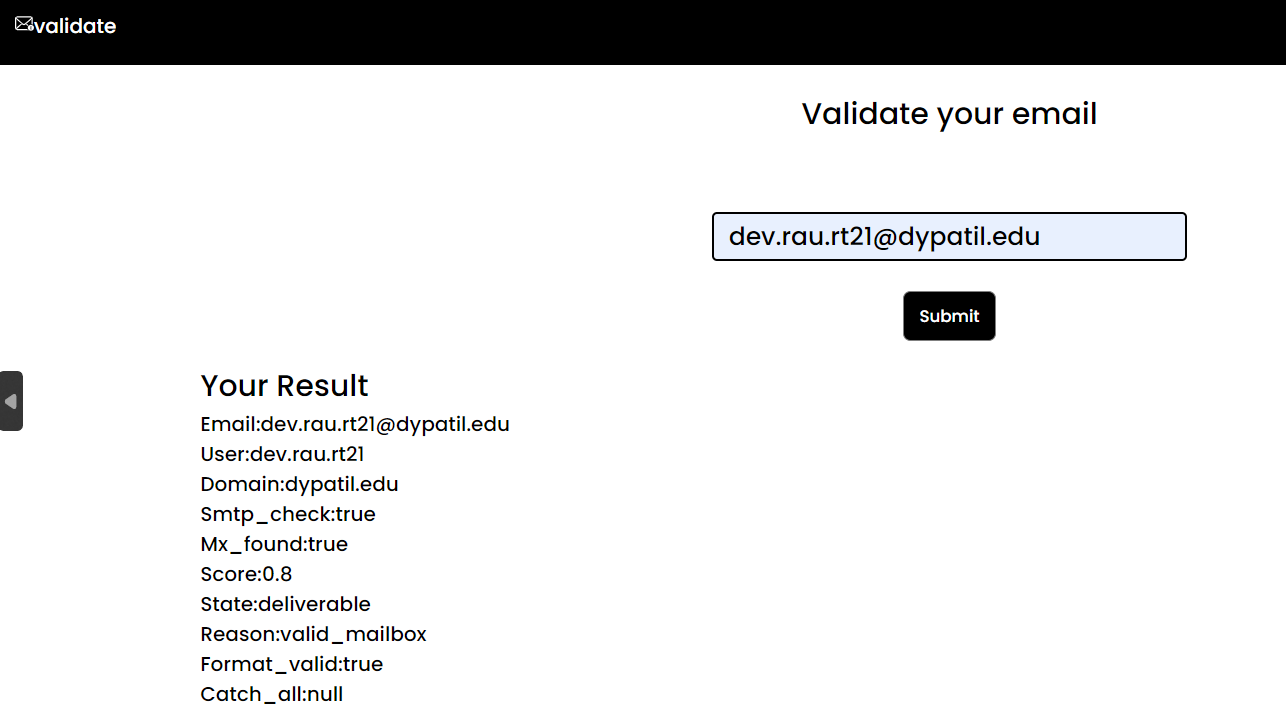 validate
Validate your email
dev.rau.rt21@dypatil.edu
Submit
Your Result
Email:dev.rau.rt21@dypatil.edu
User:dev.rau.rt21
Domain:dypatil.edu
Smtp_check:true
Mx_found:true
Score:0.8
State:deliverable
Reason:valid_mailbox
Format_valid:true
Catch_all:null